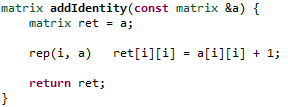 matrix addIdentity(const matrix &a) {
    matrix ret = a;
    rep(i, a)   ret[i][i] = a[i][i] + 1;
    return ret;
}